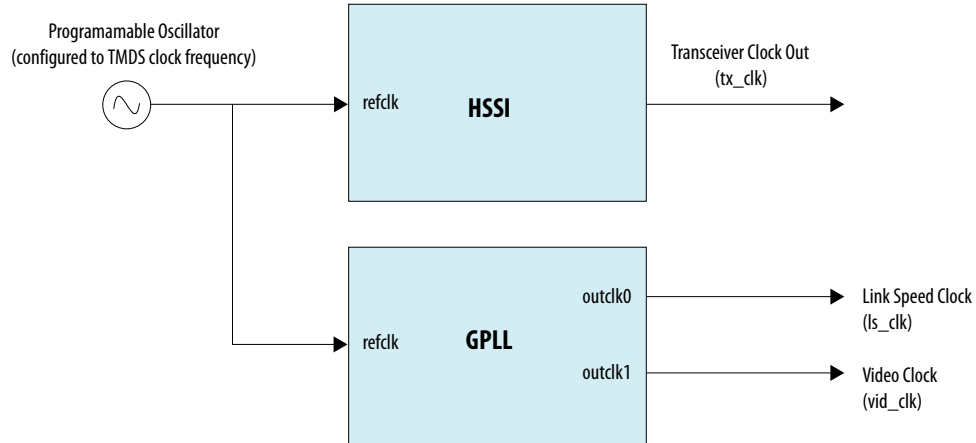 Programamable Oscillator
(configured to TMDS clock frequency)
refclk
HSSI
Transceiver Clock Out
(tx_clk)
refclk
GPLL
outclk0
outclk1
Link Speed Clock
(ls_clk)
Video Clock
(vid_clk)